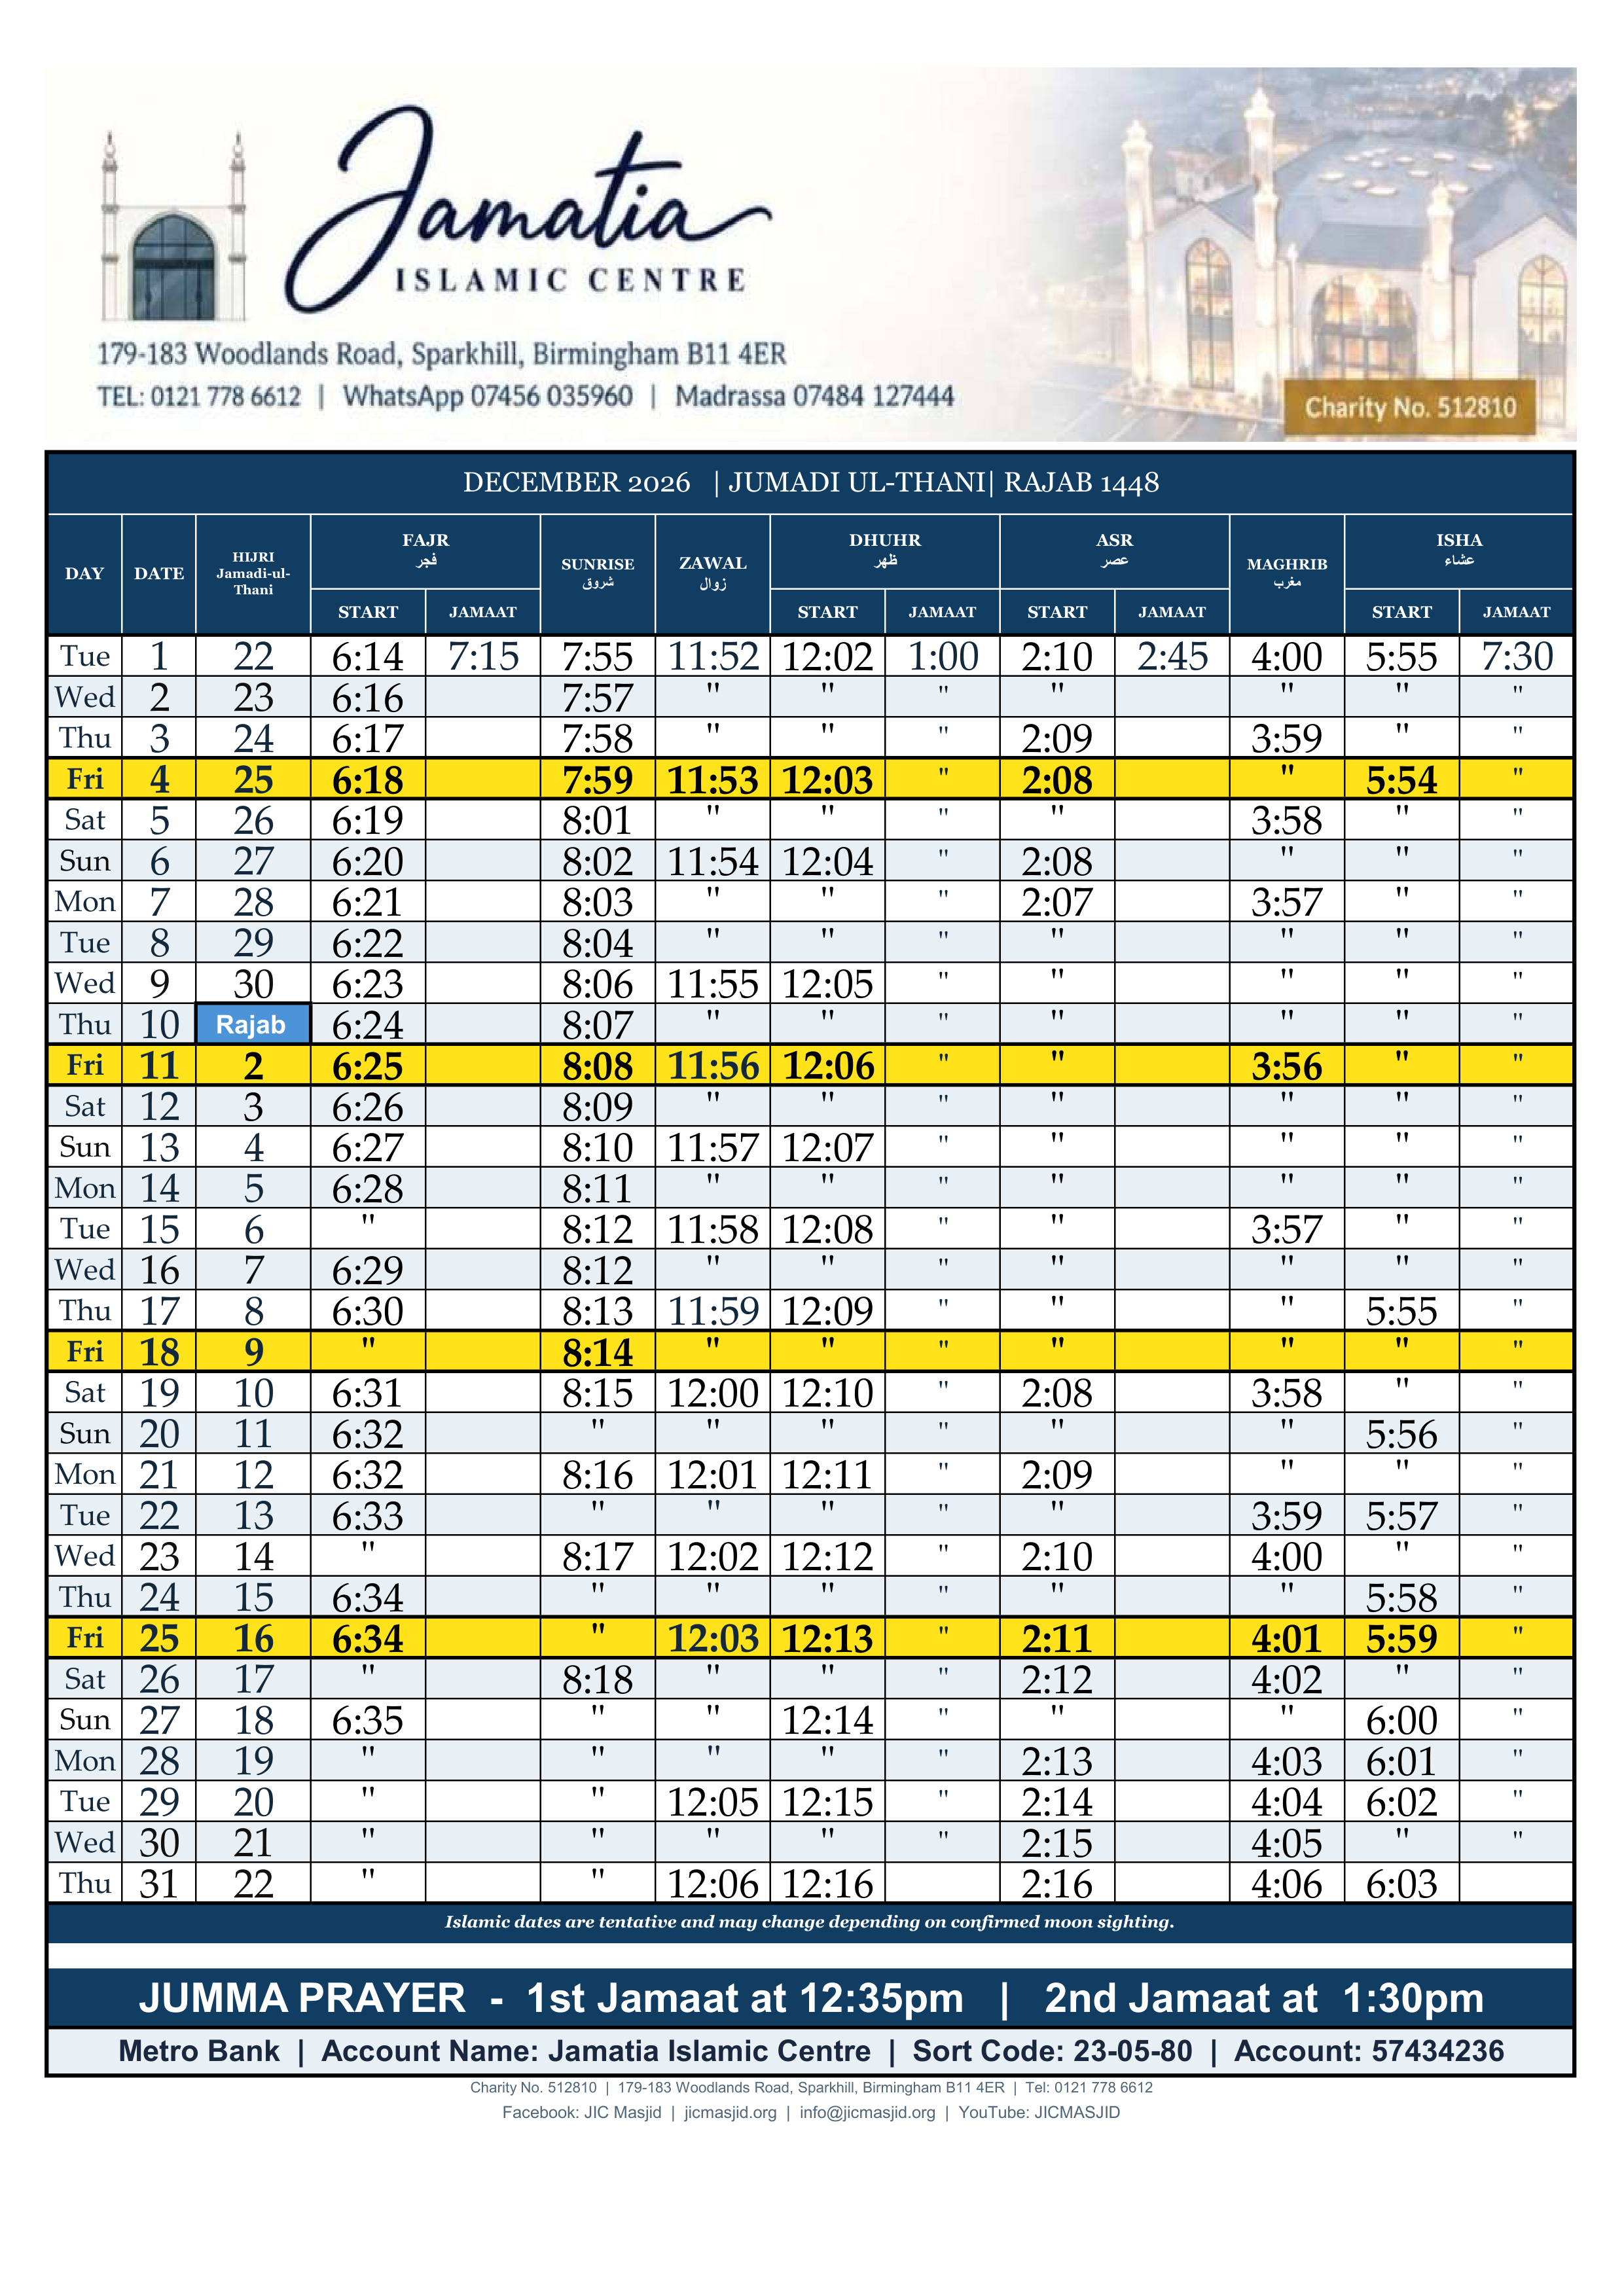 Jamatia
ISLAMIC CENTRE
179-183 Woodlands Road, Sparkhill, Birmingham B11 4ER
TEL: 0121 778 6612 | WhatsApp 07456 035960 | Madrassa 07484 127444
Charity No. 512810
DECEMBER 2026 | JUMADI UL-THANI| RAJAB 1448
DAY DATE HIJRI Jamadi-ul-Thani FAJR فجر SUNRISE شروق ZAWAL زوال DHUHR ظهر ASR عصر MAGHRIB مغرب ISHA عشاء
START JAMAAT START JAMAAT START JAMAAT START JAMAAT
Tue 1 22 6:14 7:15 7:55 11:52 12:02 1:00 2:10 2:45 4:00 5:55 7:30
Wed 2 23 6:16 7:57 " " " " " " "
Thu 3 24 6:17 7:58 " " " 2:09 3:59 " "
Fri 4 25 6:18 7:59 11:53 12:03 " 2:08 " 5:54 "
Sat 5 26 6:19 8:01 " " " " 3:58 " "
Sun 6 27 6:20 8:02 11:54 12:04 " 2:08 " " "
Mon 7 28 6:21 8:03 " " " 2:07 3:57 " "
Tue 8 29 6:22 8:04 " " " " " " "
Wed 9 30 6:23 8:06 11:55 12:05 " " " " "
Thu 10 Rajab 6:24 8:07 " " " " " " "
Fri 11 2 6:25 8:08 11:56 12:06 " " 3:56 " "
Sat 12 3 6:26 8:09 " " " " " " "
Sun 13 4 6:27 8:10 11:57 12:07 " " " " "
Mon 14 5 6:28 8:11 " " " " " " "
Tue 15 6 " 8:12 11:58 12:08 " " 3:57 " "
Wed 16 7 6:29 8:12 " " " " " " "
Thu 17 8 6:30 8:13 11:59 12:09 " " " 5:55 "
Fri 18 9 " 8:14 " " " " " " "
Sat 19 10 6:31 8:15 12:00 12:10 " 2:08 3:58 " "
Sun 20 11 6:32 " " " " " " 5:56 "
Mon 21 12 6:32 8:16 12:01 12:11 " 2:09 " " "
Tue 22 13 6:33 " " " " " 3:59 5:57 "
Wed 23 14 " 8:17 12:02 12:12 " 2:10 4:00 " "
Thu 24 15 6:34 " " " " " " 5:58 "
Fri 25 16 6:34 " 12:03 12:13 " 2:11 4:01 5:59 "
Sat 26 17 " 8:18 " " " 2:12 4:02 " "
Sun 27 18 6:35 " " 12:14 " " " 6:00 "
Mon 28 19 " " " " " 2:13 4:03 6:01 "
Tue 29 20 " " 12:05 12:15 " 2:14 4:04 6:02 "
Wed 30 21 " " " " " 2:15 4:05 " "
Thu 31 22 " " 12:06 12:16 2:16 4:06 6:03
Islamic dates are tentative and may change depending on confirmed moon sighting.
JUMMA PRAYER - 1st Jamaat at 12:35pm | 2nd Jamaat at 1:30pm
Metro Bank | Account Name: Jamatia Islamic Centre | Sort Code: 23-05-80 | Account: 57434236
Charity No. 512810 | 179-183 Woodlands Road, Sparkhill, Birmingham B11 4ER | Tel: 0121 778 6612
Facebook: JIC Masjid | jicmasjid.org | info@jicmasjid.org | YouTube: JICMASJID